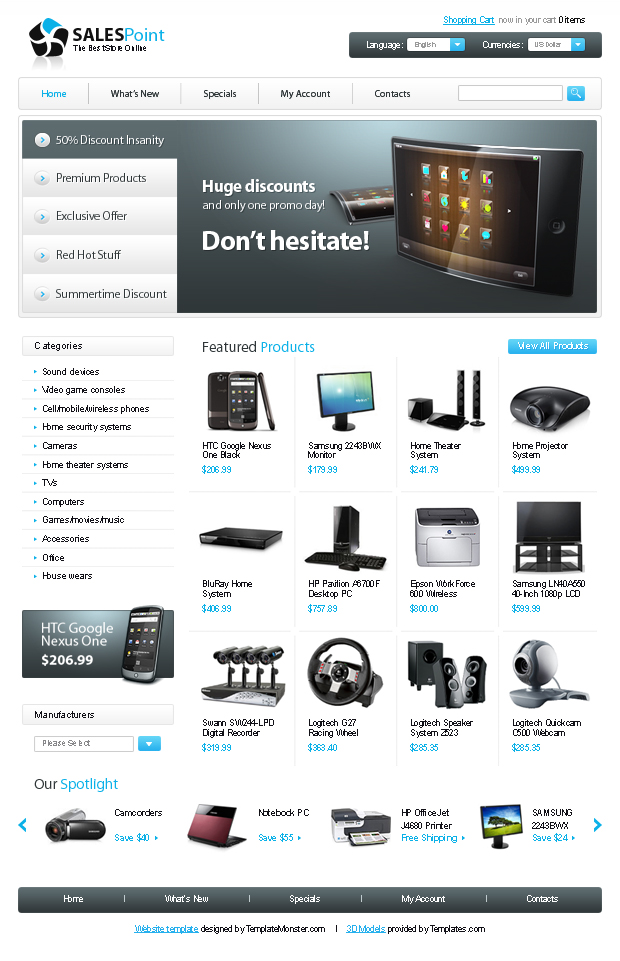 Shopping Cart now in your cart 0 items
SALESPoint
The Best Store Online
Language: English
Currencies: US Dollar
Home
What's New
Specials
My Account
Contacts
50% Discount Insanity
Premium Products
Exclusive Offer
Red Hot Stuff
Summertime Discount
Huge discounts
and only one promo day!
Don't hesitate!
Categories
Sound devices
Video game consoles
Cell/mobile/wireless phones
Home security systems
Cameras
Home theater systems
TVs
Computers
Games/movies/music
Accessories
Office
House wears
HTC Google
Nexus One
$206.99
Manufacturers
Please Select
Featured Products
View All Products
HTC Google Nexus
One Black
$206.99
Samsung 2243BWX
Monitor
$179.99
Home Theater
System
$241.79
Home Projector
System
$499.99
BluRay Home
System
$406.99
HP Pavilion A6700F
Desktop PC
$757.89
Epson WorkForce
600 Wireless
$800.00
Samsung LN40A550
40-Inch 1080p LCD
$599.99
Swann SW244-LPD
Digital Recorder
$319.99
Logitech G27
Racing Wheel
$363.40
Logitech Speaker
System Z523
$285.35
Logitech Quickcam
C500 Webcam
$285.35
Our Spotlight
Camcorders
Save $40
Notebook PC
Save $55
HP OfficeJet
J4680 Printer
Free Shipping
SAMSUNG
2243BWX
Save $24
Home | What's New | Specials | My Account | Contacts
Website template designed by TemplateMonster.com | 3D Models provided by Templates.com